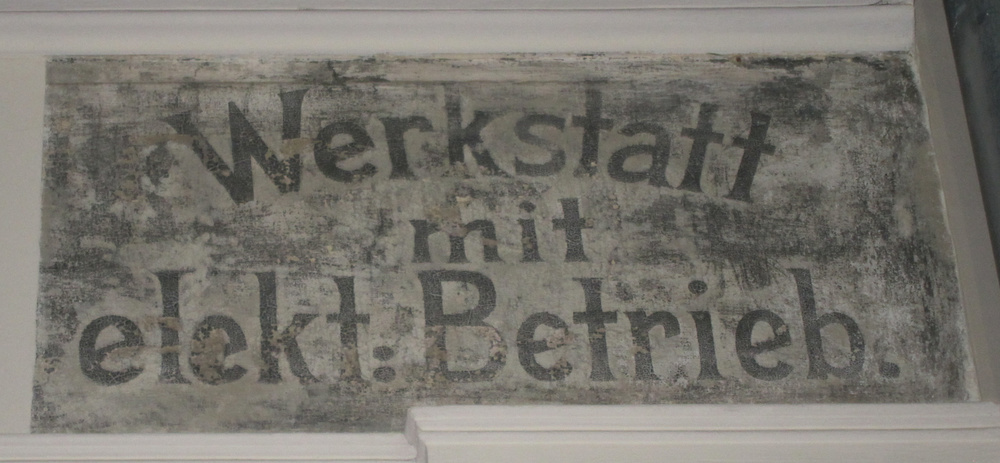 Werkstatt
mit
elekt: Betrieb.